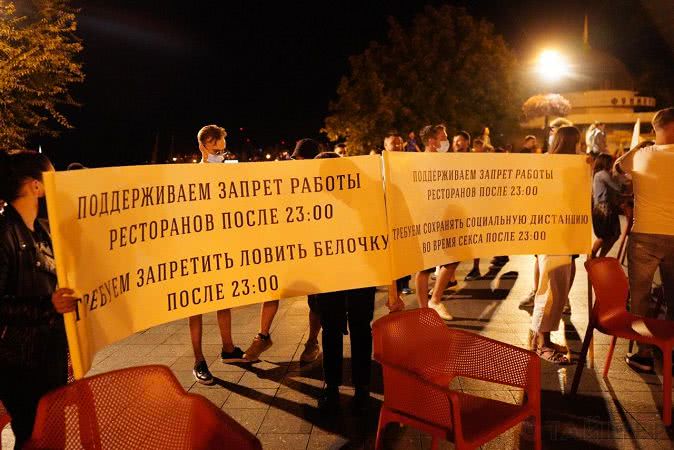 ПОДДЕРЖИВАЕМ ЗАПРЕТ РАБОТЫ
РЕСТОРАНОВ ПОСЛЕ 23:00
ТРЕБУЕМ ЗАПРЕТИТЬ ЛОВИТЬ БЕЛОЧКУ
ПОСЛЕ 23:00
ПОДДЕРЖИВАЕМ ЗАПРЕТ РАБОТЫ
РЕСТОРАНОВ ПОСЛЕ 23:00
ТРЕБУЕМ СОХРАНЯТЬ СОЦИАЛЬНУЮ ДИСТАНЦИЮ
ВО ВРЕМЯ СЕКСА ПОСЛЕ 23:00